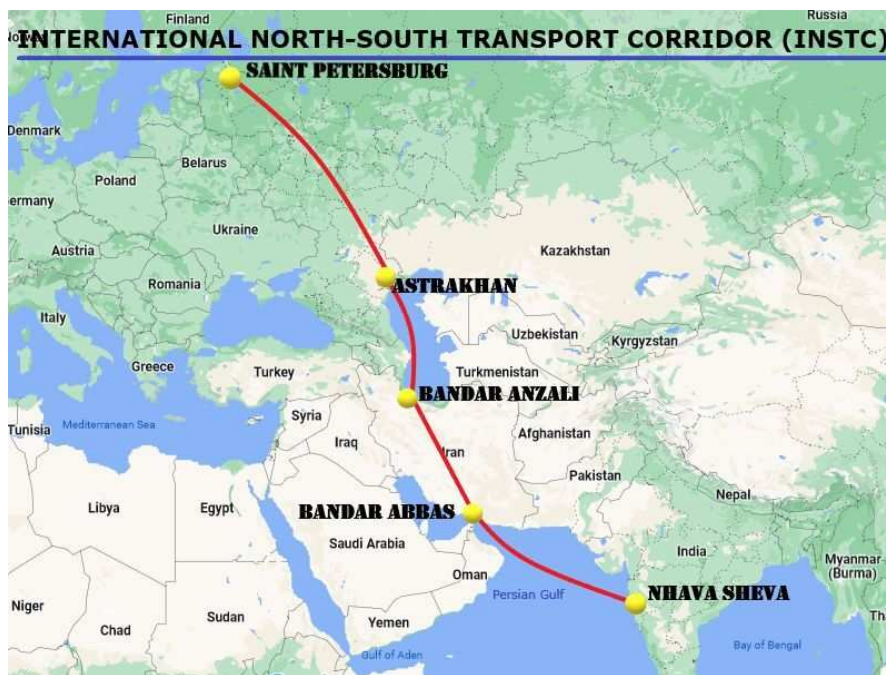 Finland
Russia
INTERNATIONAL NORTH-SOUTH TRANSPORT CORRIDOR (INSTC)
SAINT PETERSBURG
Denmark
Belarus
Poland
ermany
Ukraine
Kazakhstan
Austria
ASTRAKHAN
Romania
Italy
Uzbekistan
Kyrgyzstan
Greece
Turkey
Turkmenistan
BANDAR ANZALI
Tunisia
Mediterranean Sea
Syria
Iraq
Iran
Afghanistan
Pakistan
Nepal
Libya
Egypt
BANDAR ABBAS
Saudi Arabia
India
Myanmar
(Burma)
Oman
Persian Gulf
NHAVA SHEVA
Niger
Chad
Sudan
Yemen
Gulf of Aden
Bay of Bengal
Tha